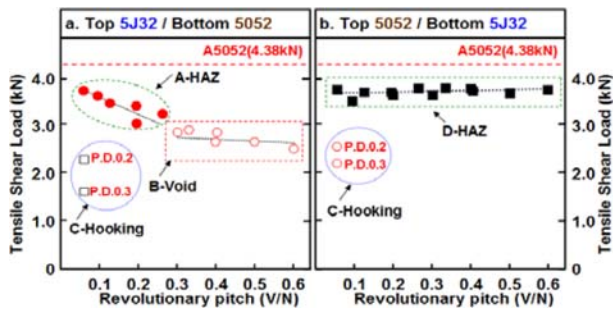 a. Top 5J32 / Bottom 5052
b. Top 5052 / Bottom 5J32
A5052(4.38kN)
A5052(4.38kN)
Tensile Shear Load (kN)
4.0
3.0
2.0
1.0
0
A-HAZ
P.D.0.2
P.D.0.3
B-Void
C-Hooking
0.1 0.2 0.3 0.4 0.5 0.6
Revolutionary pitch (V/N)
D-HAZ
P.D.0.2
P.D.0.3
C-Hooking
0.1 0.2 0.3 0.4 0.5 0.6
Revolutionary pitch (V/N)
4.0
3.0
2.0
1.0
0
Tensile Shear Load (kN)